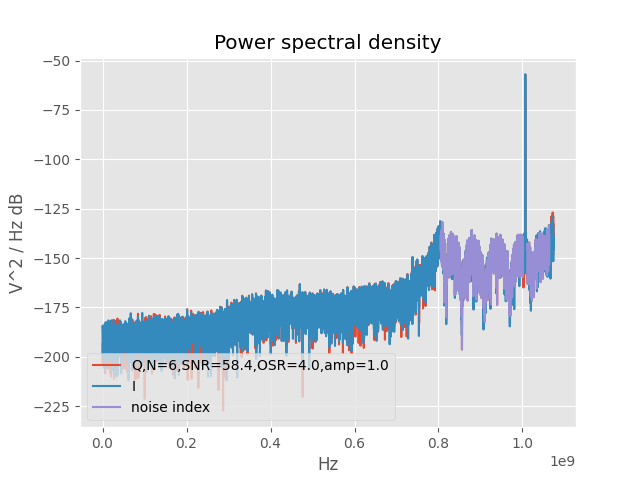 Power spectral density
−50
−75
−100
−125
−150
−175
−200
−225
V^2 / Hz dB
Q,N=6,SNR=58.4,OSR=4.0,amp=1.0
I
noise index
0.0 0.2 0.4 0.6 0.8 1.0
1e9
Hz